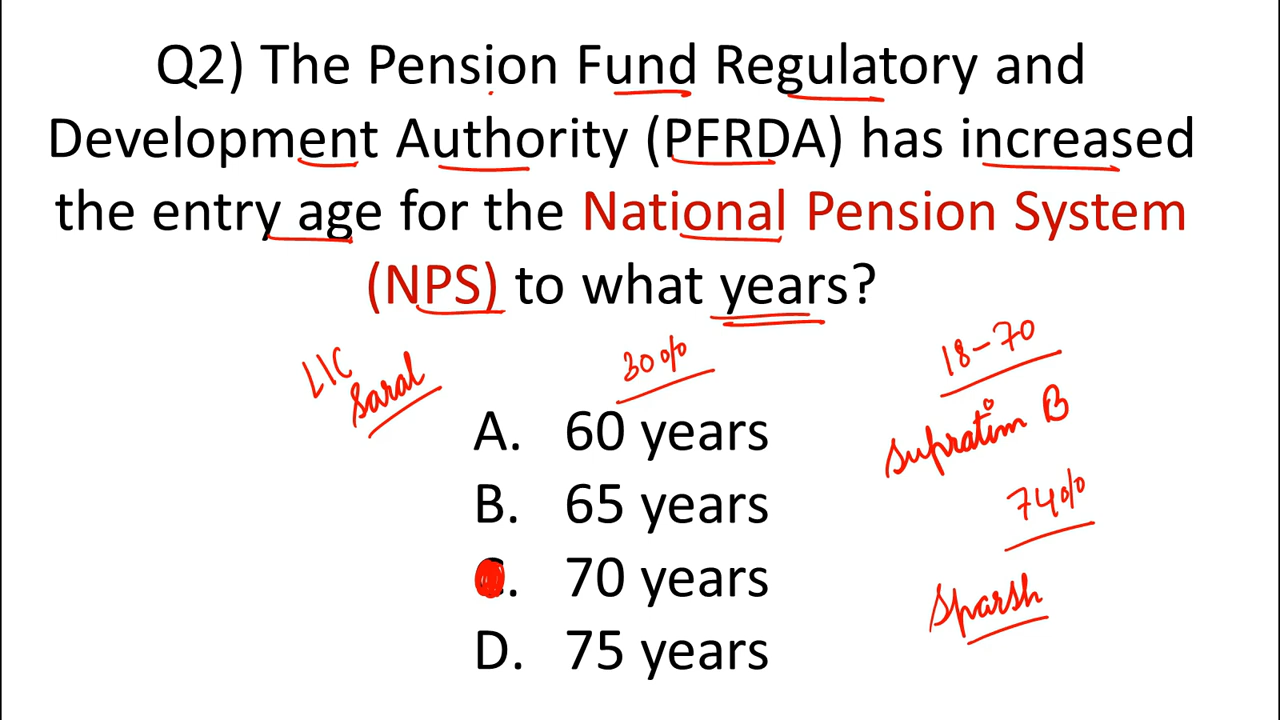 Q2) The Pension Fund Regulatory and
Development Authority (PFRDA) has increased
the entry age for the National Pension System
(NPS) to what years?
LIC
Saral
30%
18-70
Supratim B
74%
Sparsh
A. 60 years
B. 65 years
. 70 years
D. 75 years